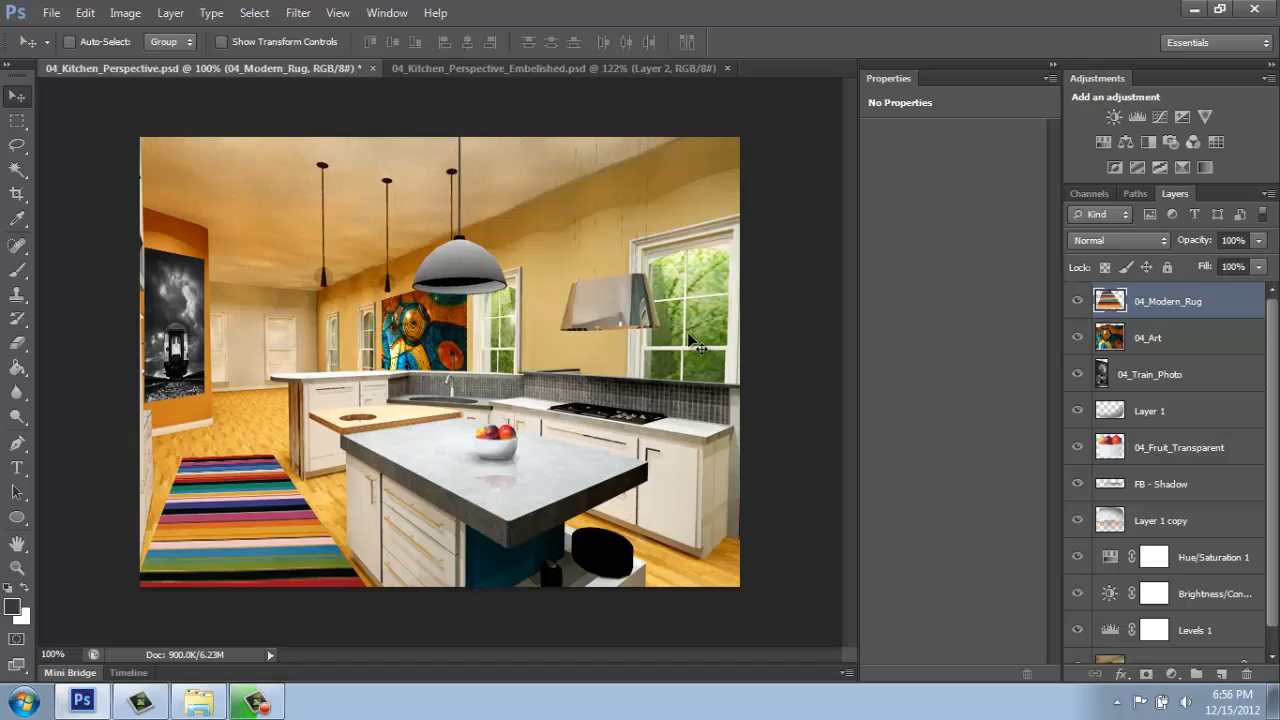 Ps File Edit Image Layer Type Select Filter View Window Help
Auto-Select: Group Show Transform Controls Essentials
04_Kitchen_Perspective.psd @ 100% (04_Modern_Rug, RGB/8#) * × 04_Kitchen_Perspective_Embelished.psd @ 122% (Layer 2, RGB/8#) ×
Properties
No Properties
Adjustments
Add an adjustment
Channels Paths Layers
Kind
Normal Opacity: 100%
Lock: Fill: 100%
04_Modern_Rug
04_Art
04_Train_Photo
Layer 1
04_Fruit_Transparent
FB - Shadow
Layer 1 copy
Hue/Saturation 1
Brightness/Con...
Levels 1
100% Doc: 900.0K/6.23M
Mini Bridge Timeline
Ps
6:56 PM
12/15/2012